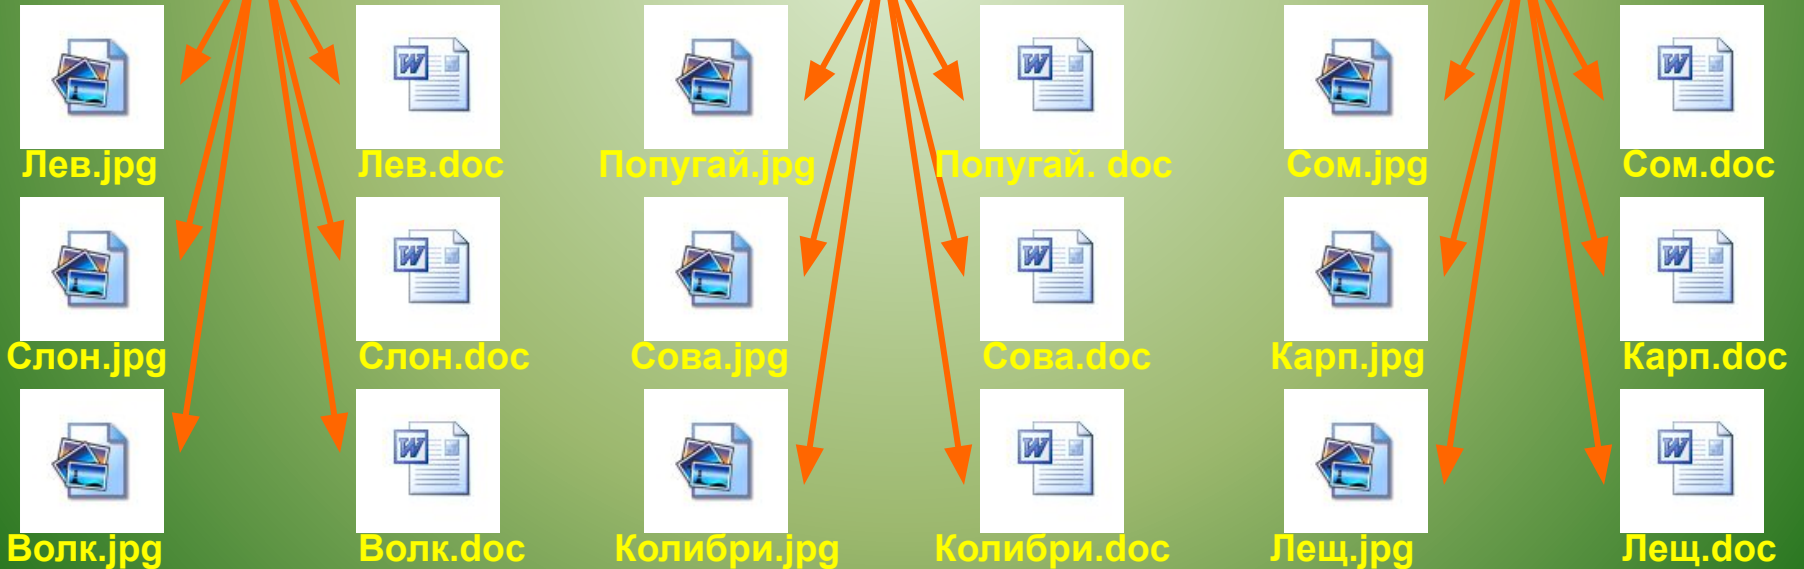 Лев.jpg Лев.doc Попугай.jpg Попугай. doc Сом.jpg Сом.doc
Слон.jpg Слон.doc Сова.jpg Сова.doc Карп.jpg Карп.doc
Волк.jpg Волк.doc Колибри.jpg Колибри.doc Лещ.jpg Лещ.doc